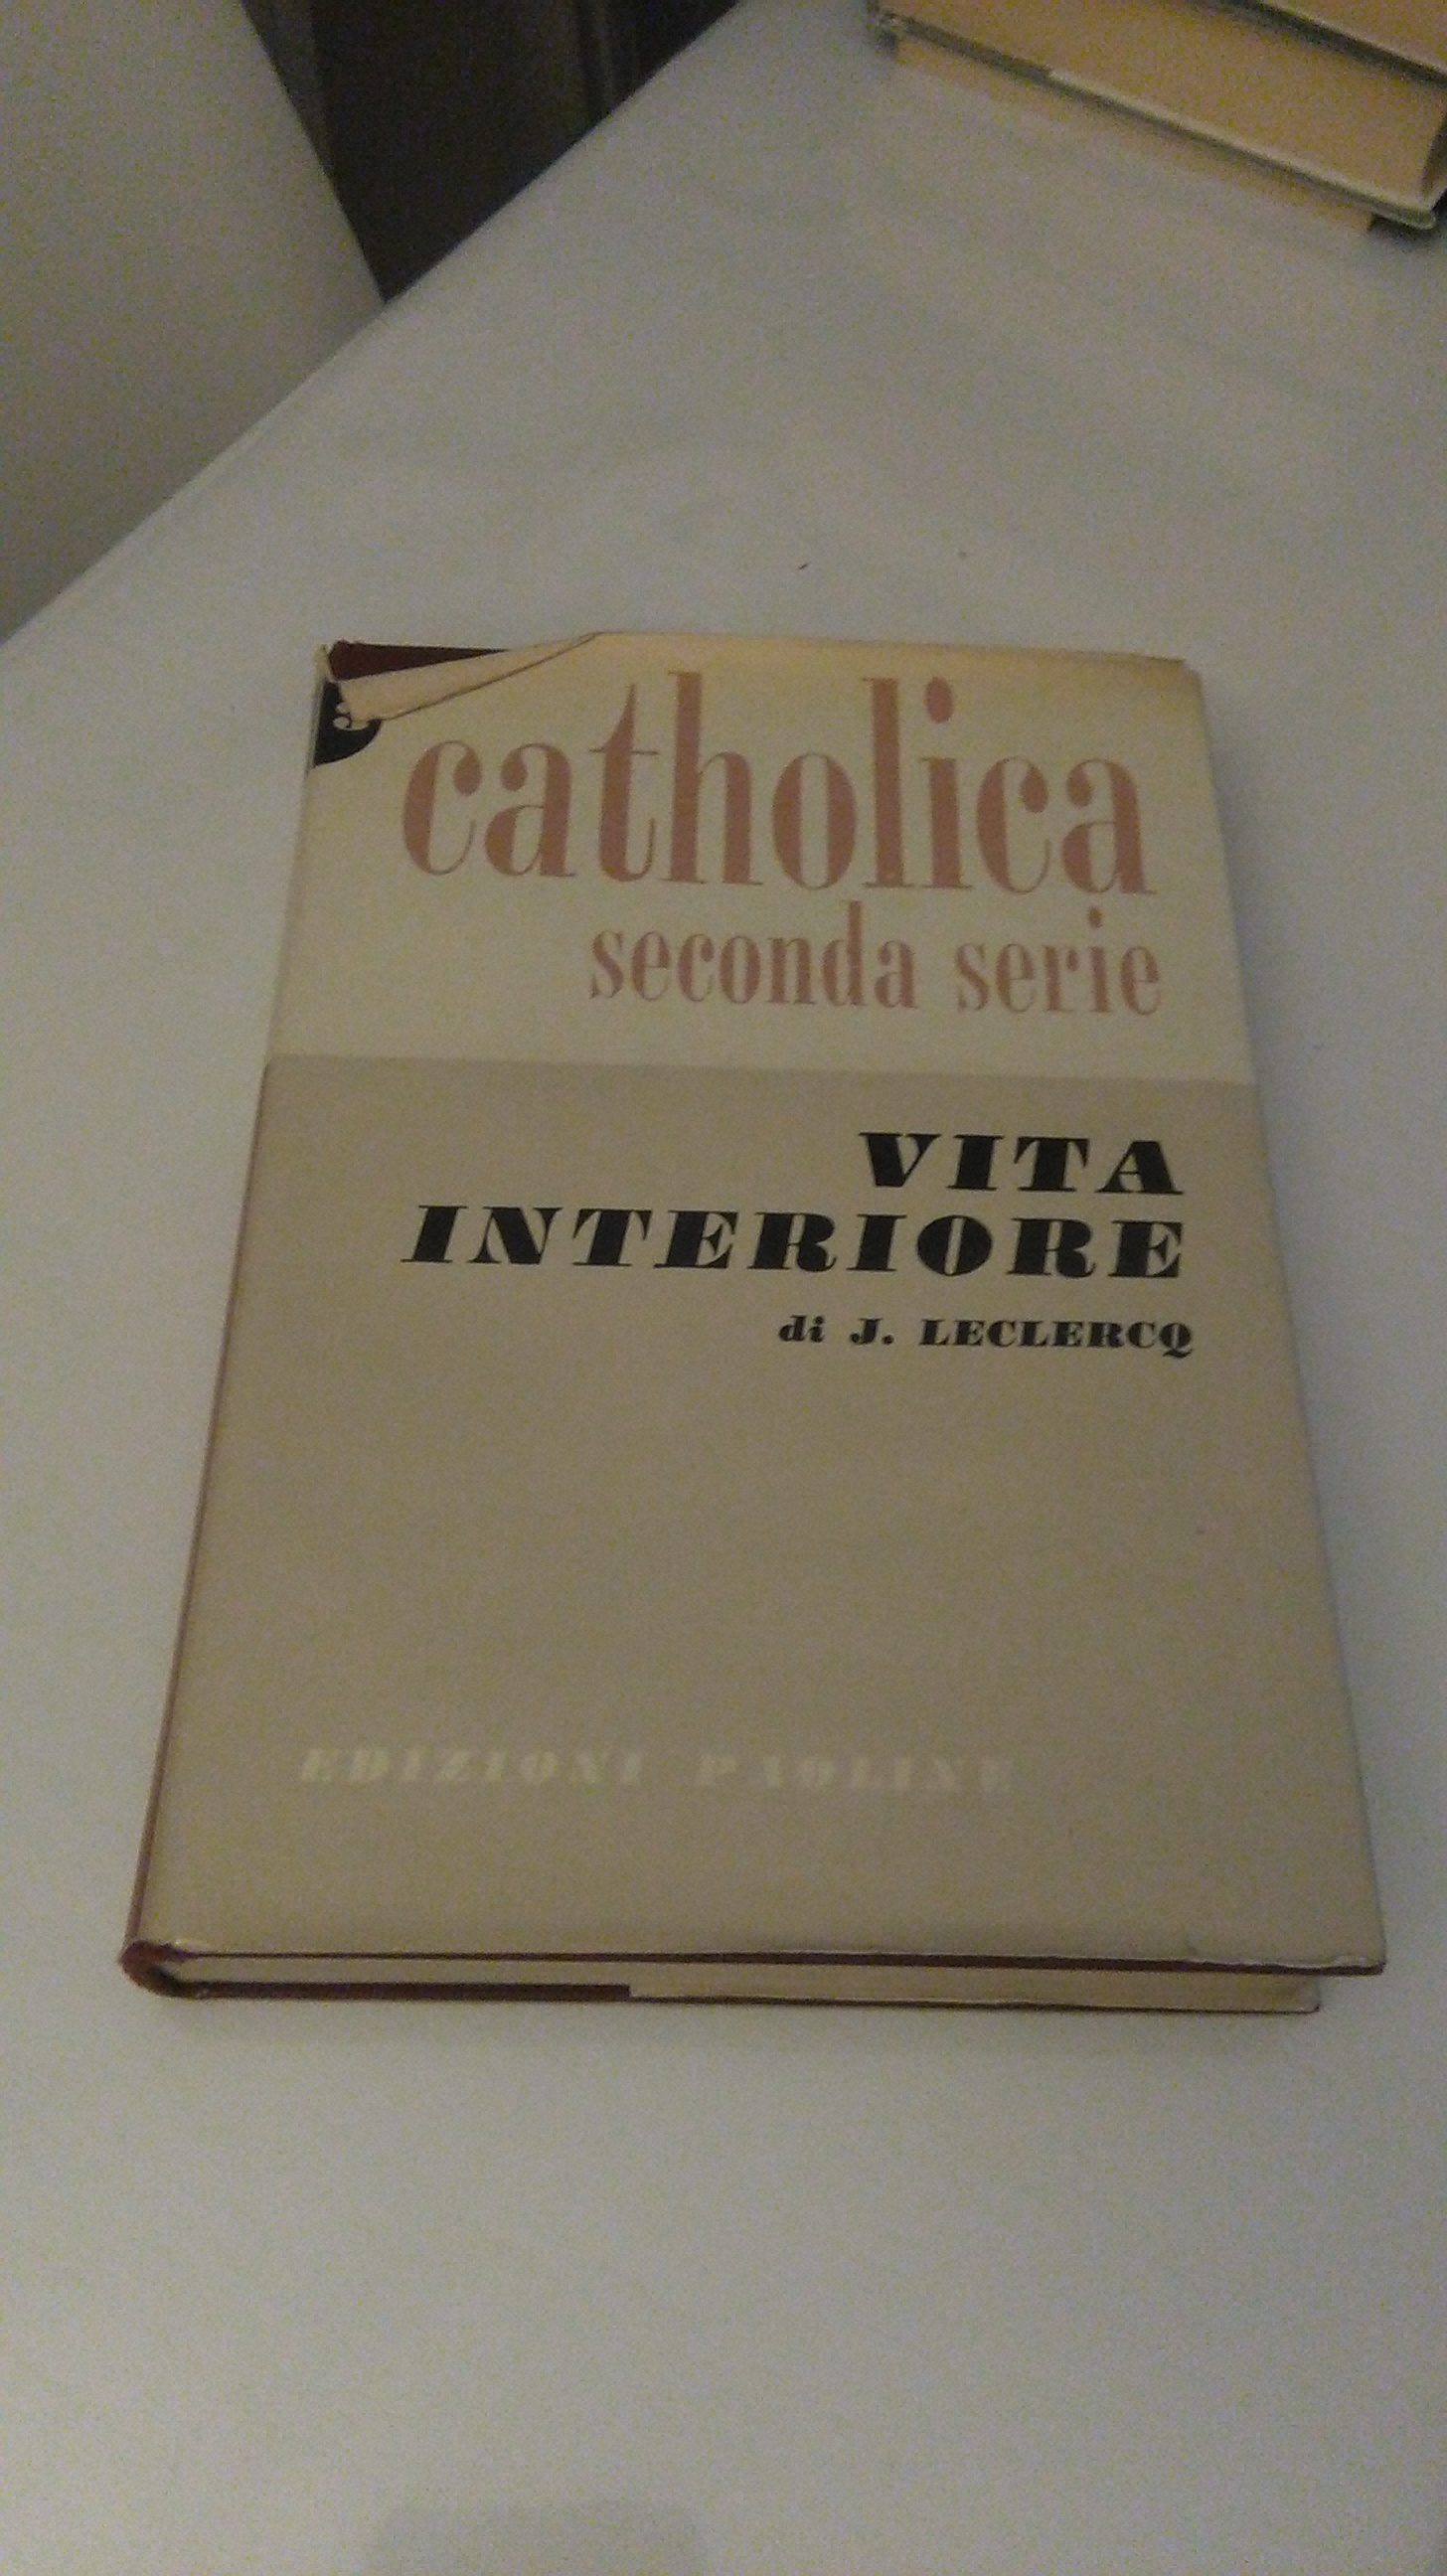 catholica
seconda serie
VITA
INTERIORE
di J. LECLERCQ
EDIZIONI PAOLINE